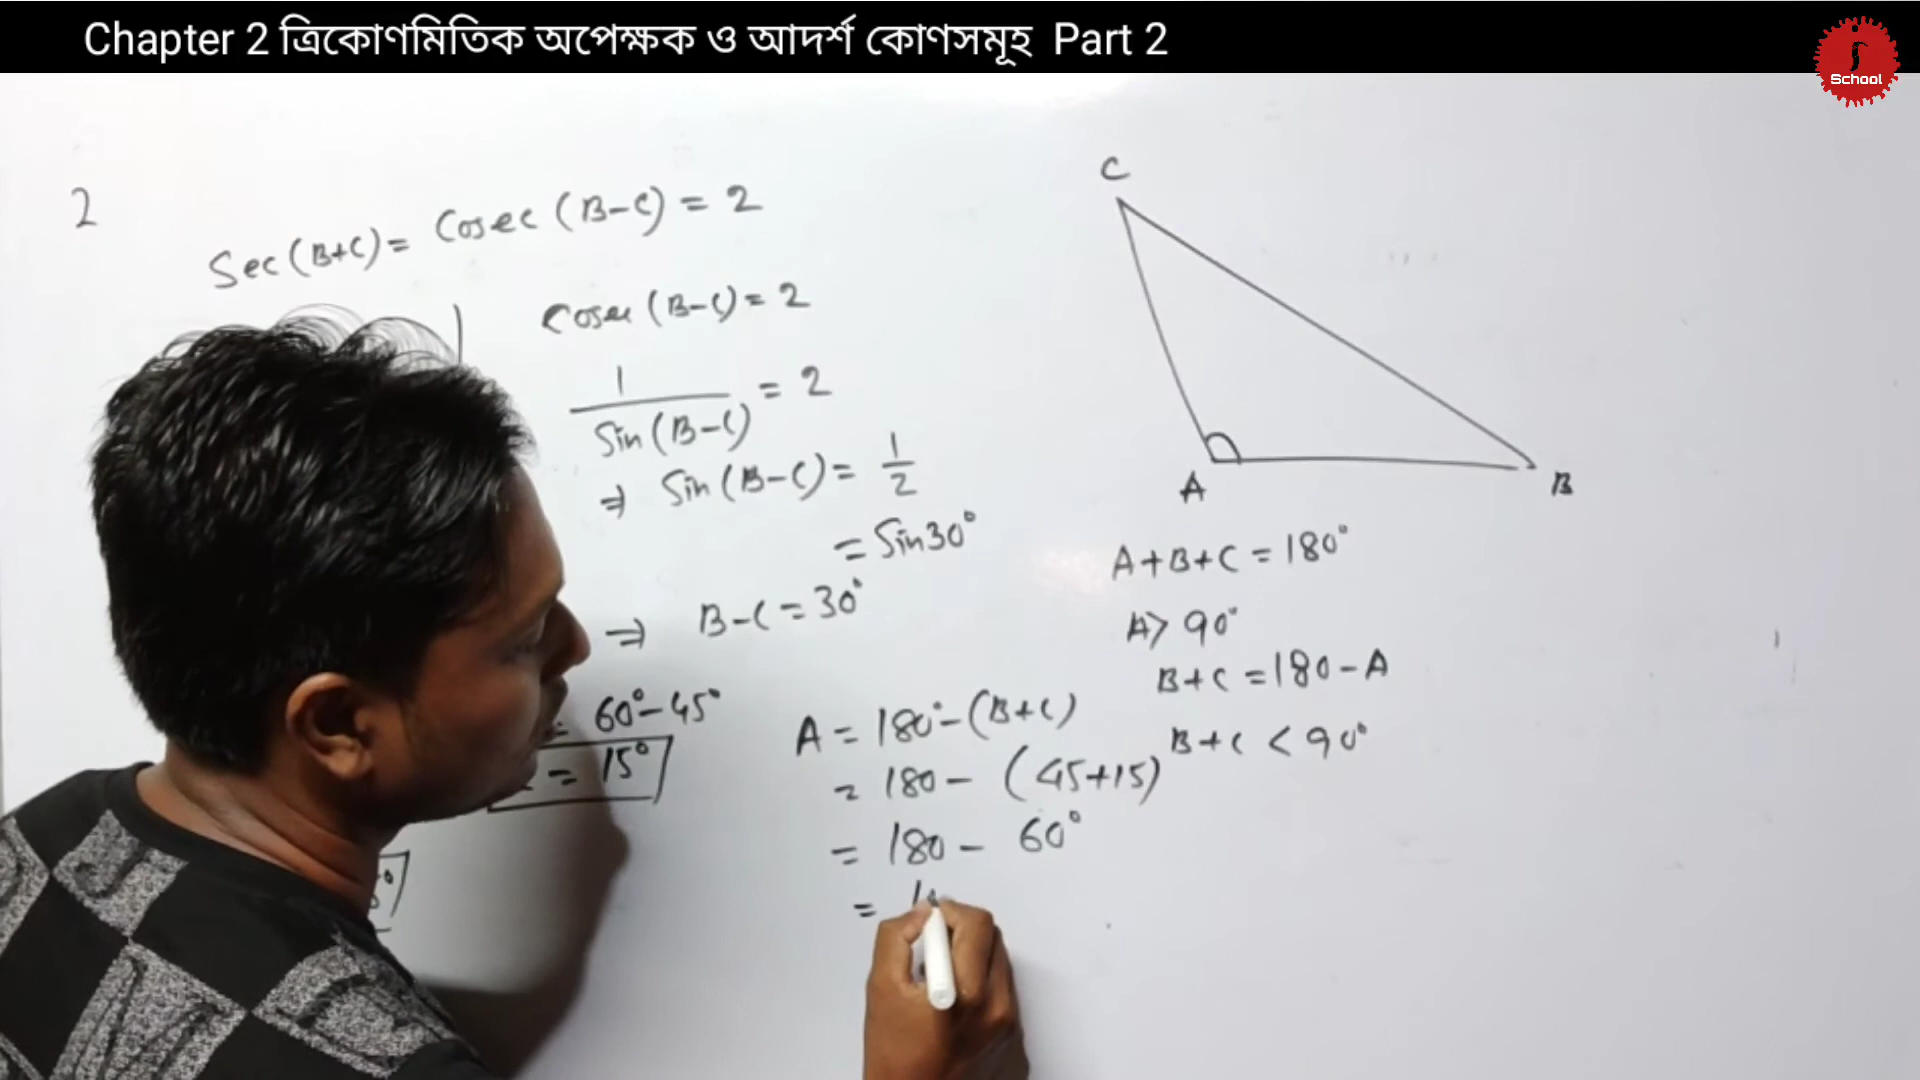 Chapter 2 ত্রিকোণমিতিক অপেক্ষক ও আদর্শ কোণসমূহ Part 2
School
2
Sec (B+C) = Cosec (B-C) = 2
Cosec (B-C) = 2
1
Sin (B-C)
= 2
⇒ Sin (B-C) = 1/2
= Sin30°
⇒ B-C = 30°
= 60° - 45°
= 15°
A = 180° - (B+C)
= 180 - (45+15)
= 180 - 60°
=
C
A
B
A+B+C = 180°
A > 90°
B+C = 180 - A
B+C < 90°